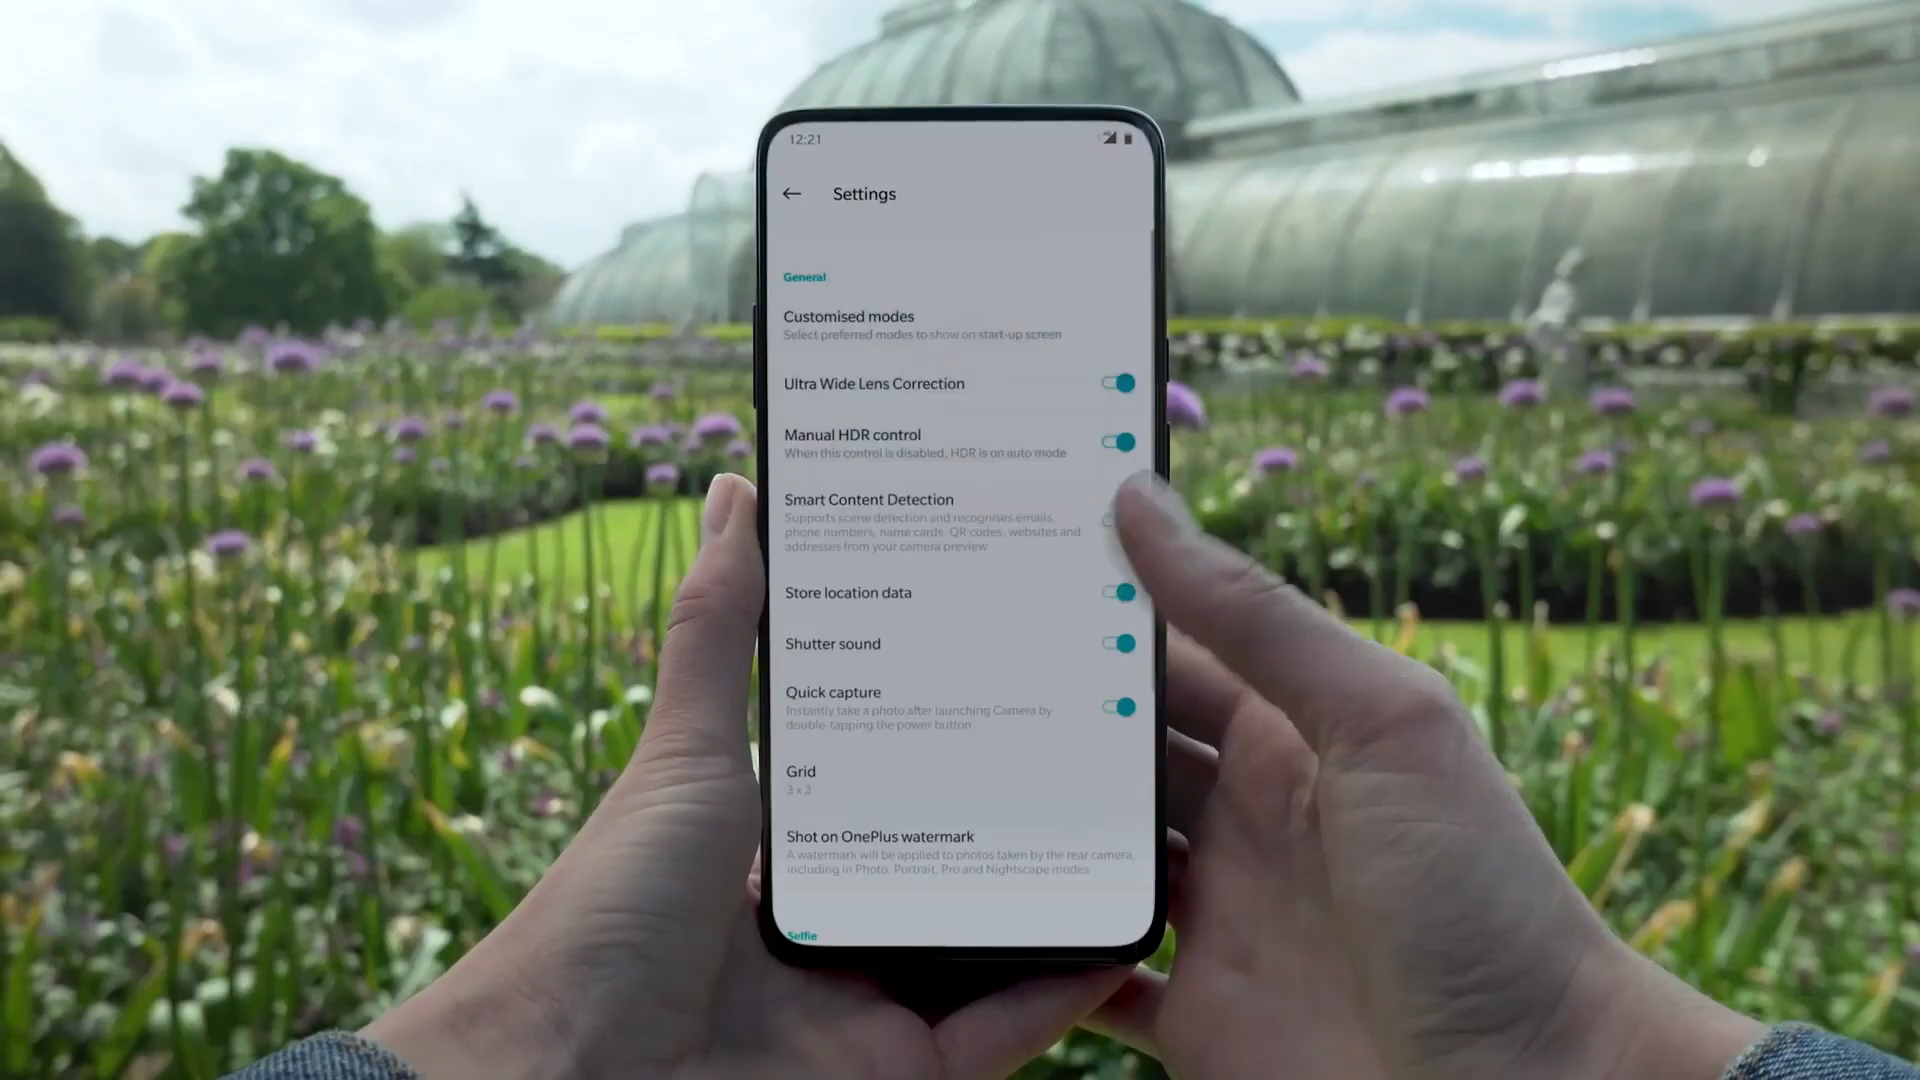 12:21
Settings
General
Customised modes
Select preferred modes to show on start-up screen
Ultra Wide Lens Correction
Manual HDR control
When this control is disabled, HDR is on auto mode
Smart Content Detection
Supports scene detection and recognises emails,
phone numbers, name cards, QR codes, websites and
addresses from your camera preview
Store location data
Shutter sound
Quick capture
Instantly take a photo after launching Camera by
double-tapping the power button
Grid
3 x 3
Shot on OnePlus watermark
A watermark will be applied to photos taken by the rear camera,
including in Photo, Portrait, Pro and Nightscape modes
Selfie